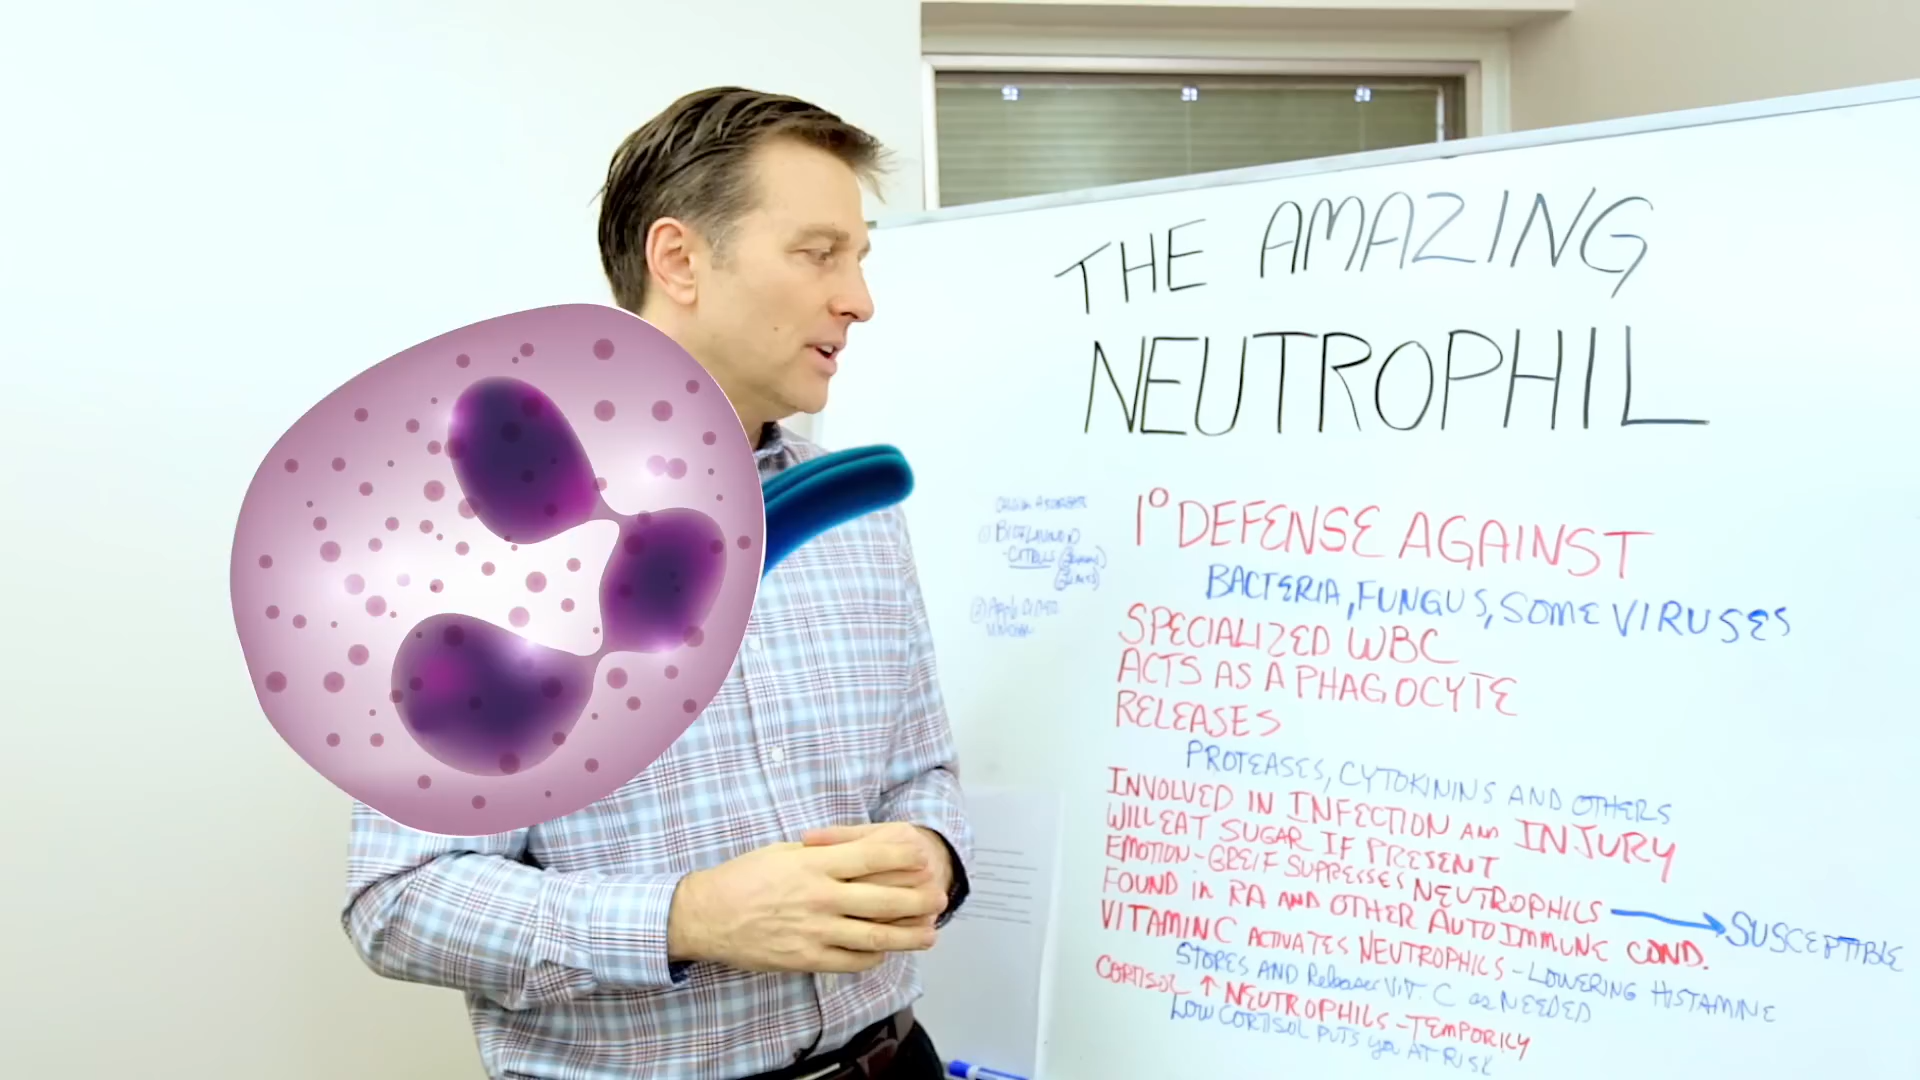 THE AMAZING
NEUTROPHIL
1° DEFENSE AGAINST
BACTERIA, FUNGUS, SOME VIRUSES
SPECIALIZED WBC
ACTS AS A PHAGOCYTE
RELEASES
PROTEASES, CYTOKININS AND OTHERS
INVOLVED IN INFECTION AND INJURY
WILL EAT SUGAR IF PRESENT
EMOTION - GREIF SUPPRESSES NEUTROPHILS → SUSCEPTIBLE
FOUND in RA AND OTHER AUTOIMMUNE COND.
VITAMIN C ACTIVATES NEUTROPHILS - LOWERING HISTAMINE
STORES AND Releases VIT. C as NEEDED
CORTISOL ↑ NEUTROPHILS - TEMPORILY
LOW CORTISOL PUTS you AT RISK